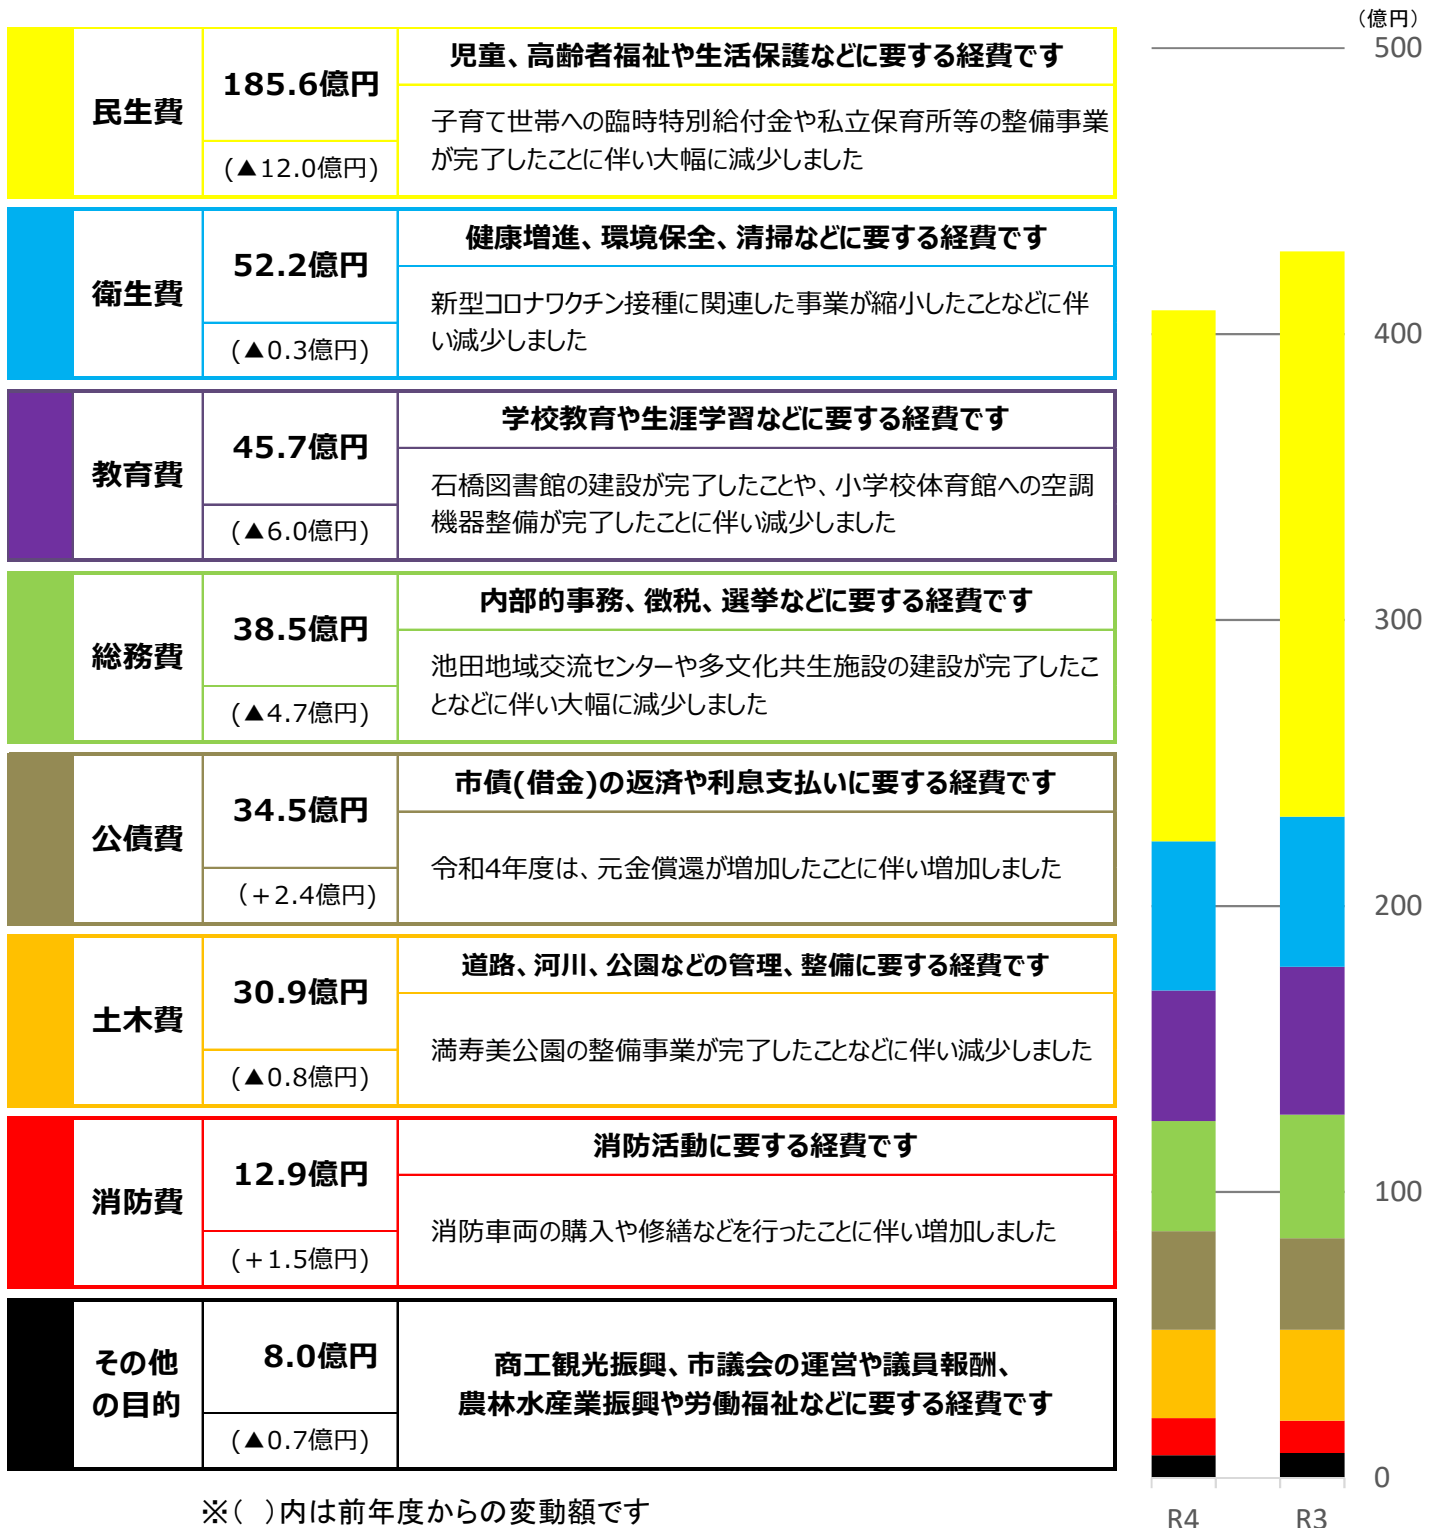 民生費
185.6億円
(▲12.0億円)
児童、高齢者福祉や生活保護などに要する経費です
子育て世帯への臨時特別給付金や私立保育所等の整備事業
が完了したことに伴い大幅に減少しました
衛生費
52.2億円
(▲0.3億円)
健康増進、環境保全、清掃などに要する経費です
新型コロナワクチン接種に関連した事業が縮小したことなどに伴
い減少しました
教育費
45.7億円
(▲6.0億円)
学校教育や生涯学習などに要する経費です
石橋図書館の建設が完了したことや、小学校体育館への空調
機器整備が完了したことに伴い減少しました
総務費
38.5億円
(▲4.7億円)
内部的事務、徴税、選挙などに要する経費です
池田地域交流センターや多文化共生施設の建設が完了したこ
となどに伴い大幅に減少しました
公債費
34.5億円
(+2.4億円)
市債(借金)の返済や利息支払いに要する経費です
令和4年度は、元金償還が増加したことに伴い増加しました
土木費
30.9億円
(▲0.8億円)
道路、河川、公園などの管理、整備に要する経費です
満寿美公園の整備事業が完了したことなどに伴い減少しました
消防費
12.9億円
(+1.5億円)
消防活動に要する経費です
消防車両の購入や修繕などを行ったことに伴い増加しました
その他
の目的
8.0億円
(▲0.7億円)
商工観光振興、市議会の運営や議員報酬、
農林水産業振興や労働福祉などに要する経費です
※( )内は前年度からの変動額です
(億円)
500
400
300
200
100
0
R4
R3